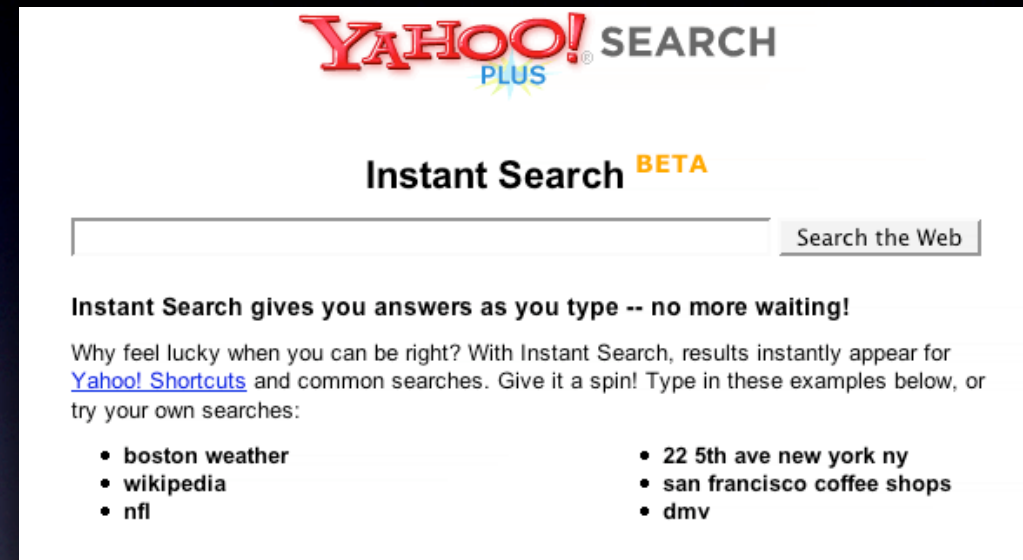 YAHOO!® SEARCH
PLUS
Instant Search BETA
Search the Web
Instant Search gives you answers as you type -- no more waiting!
Why feel lucky when you can be right? With Instant Search, results instantly appear for
Yahoo! Shortcuts and common searches. Give it a spin! Type in these examples below, or
try your own searches:
• boston weather
• wikipedia
• nfl
• 22 5th ave new york ny
• san francisco coffee shops
• dmv